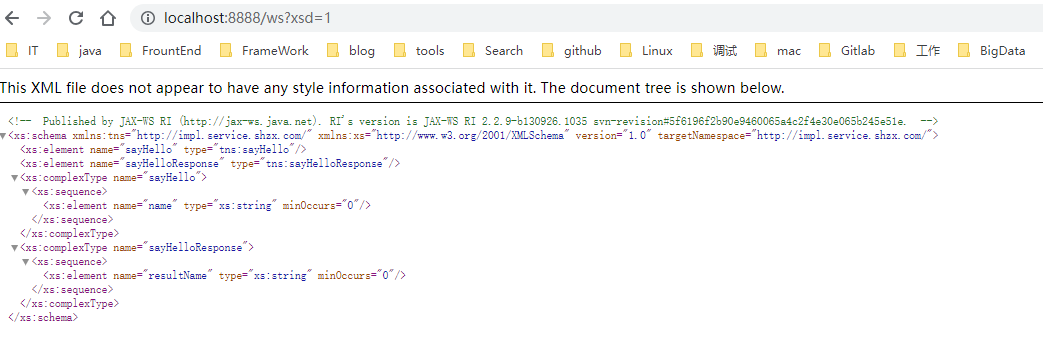 localhost:8888/ws?xsd=1
IT java FrountEnd FrameWork blog tools Search github Linux 调试 mac Gitlab 工作 BigData
This XML file does not appear to have any style information associated with it. The document tree is shown below.
<!-- Published by JAX-WS RI (http://jax-ws.java.net). RI's version is JAX-WS RI 2.2.9-b130926.1035 svn-revision#5f6196f2b90e9460065a4c2f4e30e065b245e51e. -->
▼<xs:schema xmlns:tns="http://impl.service.shzx.com/" xmlns:xs="http://www.w3.org/2001/XMLSchema" version="1.0" targetNamespace="http://impl.service.shzx.com/">
<xs:element name="sayHello" type="tns:sayHello"/>
<xs:element name="sayHelloResponse" type="tns:sayHelloResponse"/>
▼<xs:complexType name="sayHello">
▼<xs:sequence>
<xs:element name="name" type="xs:string" minOccurs="0"/>
</xs:sequence>
</xs:complexType>
▼<xs:complexType name="sayHelloResponse">
▼<xs:sequence>
<xs:element name="resultName" type="xs:string" minOccurs="0"/>
</xs:sequence>
</xs:complexType>
</xs:schema>